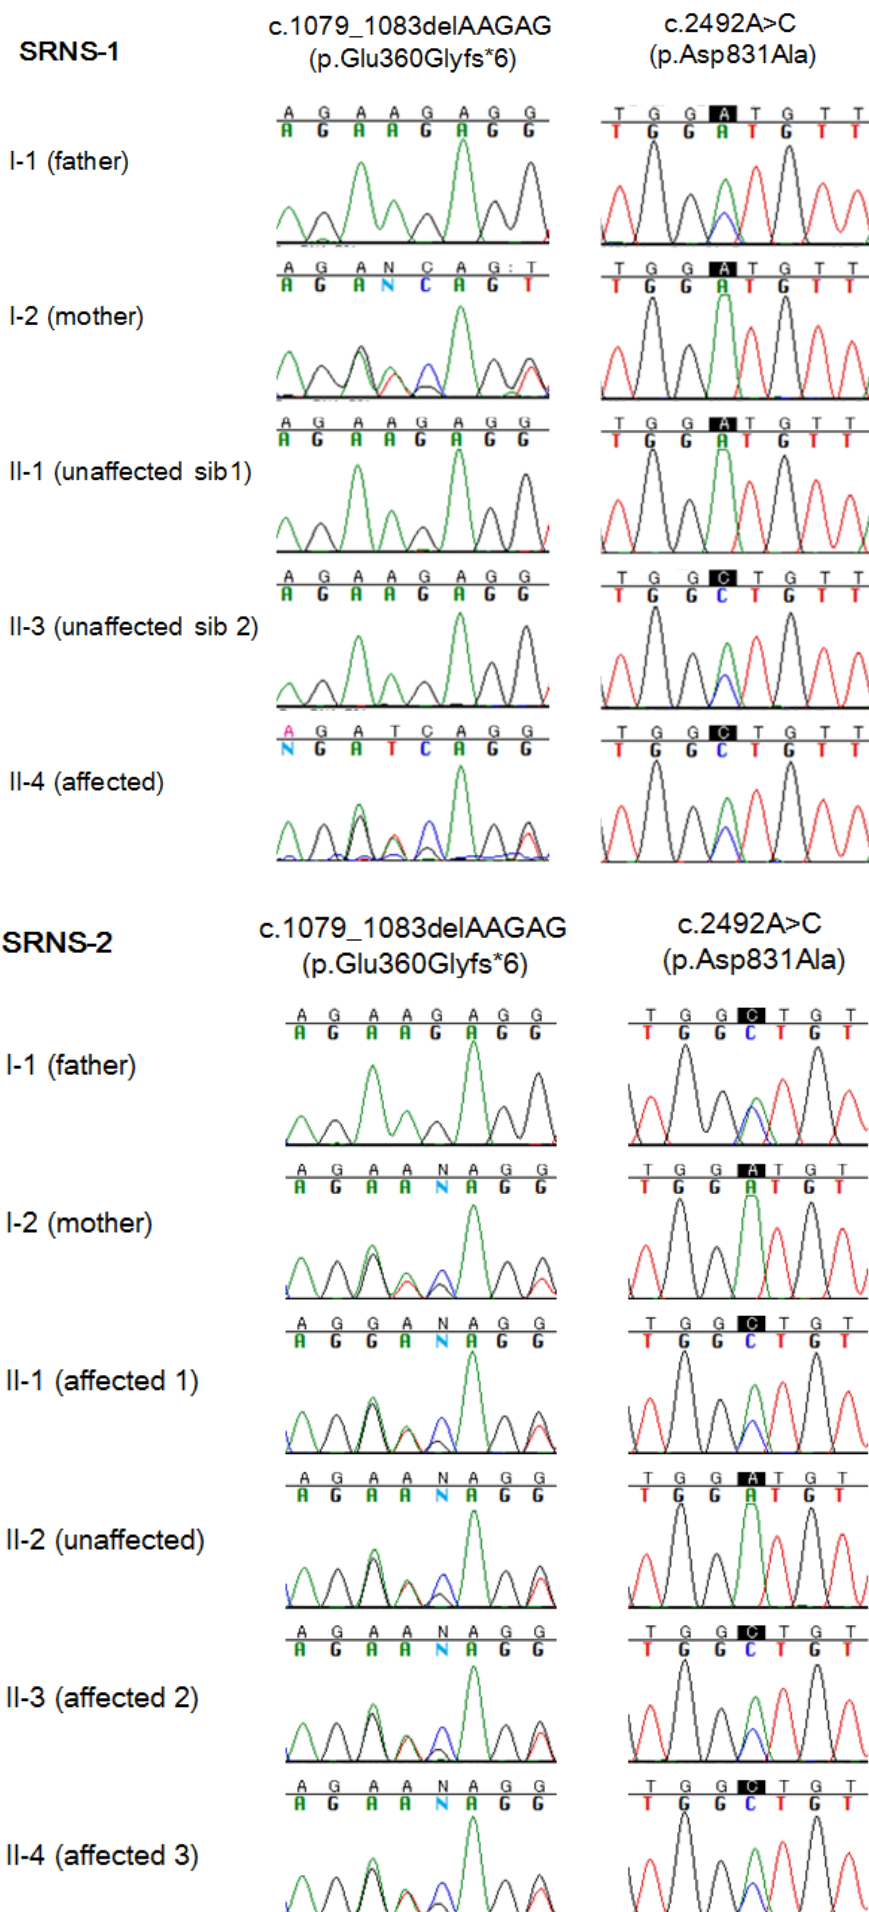 c.1079_1083delAAGAG c.2492A>C
SRNS-1 (p.Glu360Glyfs*6) (p.Asp831Ala)
A G A A G A G G T G G A T G T T
A G A A G A G G T G G A T G T T
I-1 (father)
A G A N C A G : T T G G A T G T T
A G A N C A G T T G G A T G T T
I-2 (mother)
A G A A G A G G T G G A T G T T
A G A A G A G G T G G A T G T T
II-1 (unaffected sib1)
A G A A G A G G T G G C T G T T
A G A A G A G G T G G C T G T T
II-3 (unaffected sib 2)
A G A T C A G G T G G C T G T T
N G A T C A G G T G G C T G T T
II-4 (affected)
c.1079_1083delAAGAG c.2492A>C
SRNS-2 (p.Glu360Glyfs*6) (p.Asp831Ala)
A G A A G A G G T G G C T G T
A G A A G A G G T G G C T G T
I-1 (father)
A G A A N A G G T G G A T G T
A G A A N A G G T G G A T G T
I-2 (mother)
A G G A N A G G T G G C T G T
A G G A N A G G T G G C T G T
II-1 (affected 1)
A G A A N A G G T G G A T G T
A G A A N A G G T G G A T G T
II-2 (unaffected)
A G A A N A G G T G G C T G T
A G A A N A G G T G G C T G T
II-3 (affected 2)
A G A A N A G G T G G C T G T
A G A A N A G G T G G C T G T
II-4 (affected 3)